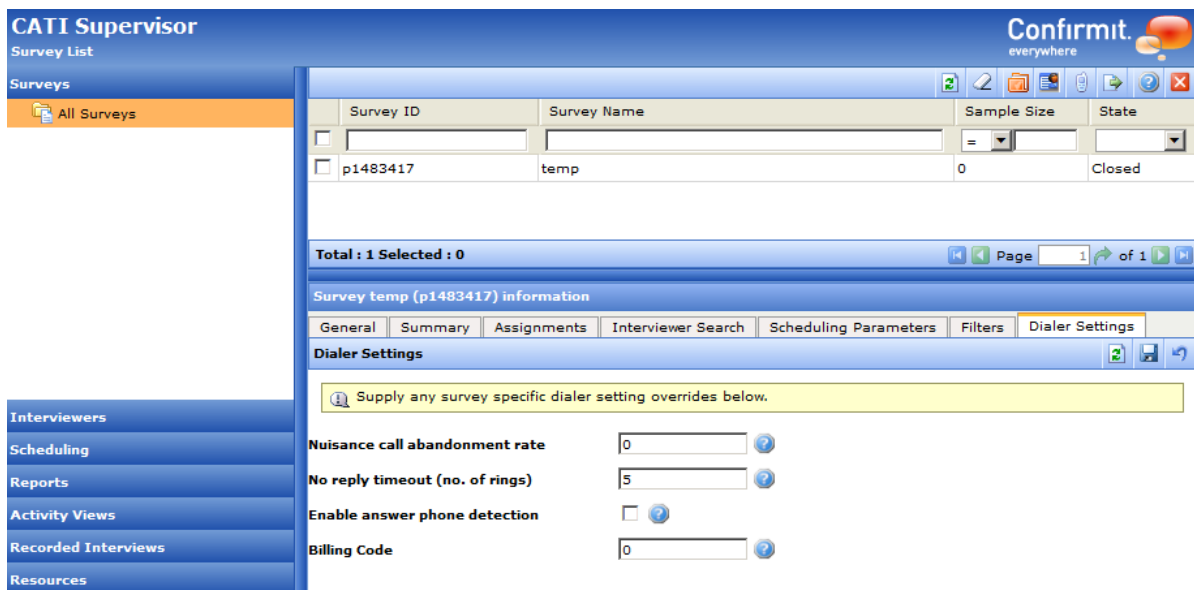 CATI Supervisor
Survey List
Confirmit.
everywhere
Surveys
All Surveys
Survey ID Survey Name Sample Size State
=
p1483417 temp 0 Closed
Total : 1 Selected : 0 Page 1 of 1
Survey temp (p1483417) information
General Summary Assignments Interviewer Search Scheduling Parameters Filters Dialer Settings
Dialer Settings
Supply any survey specific dialer setting overrides below.
Interviewers
Scheduling
Reports
Activity Views
Recorded Interviews
Resources
Nuisance call abandonment rate 0
No reply timeout (no. of rings) 5
Enable answer phone detection
Billing Code 0